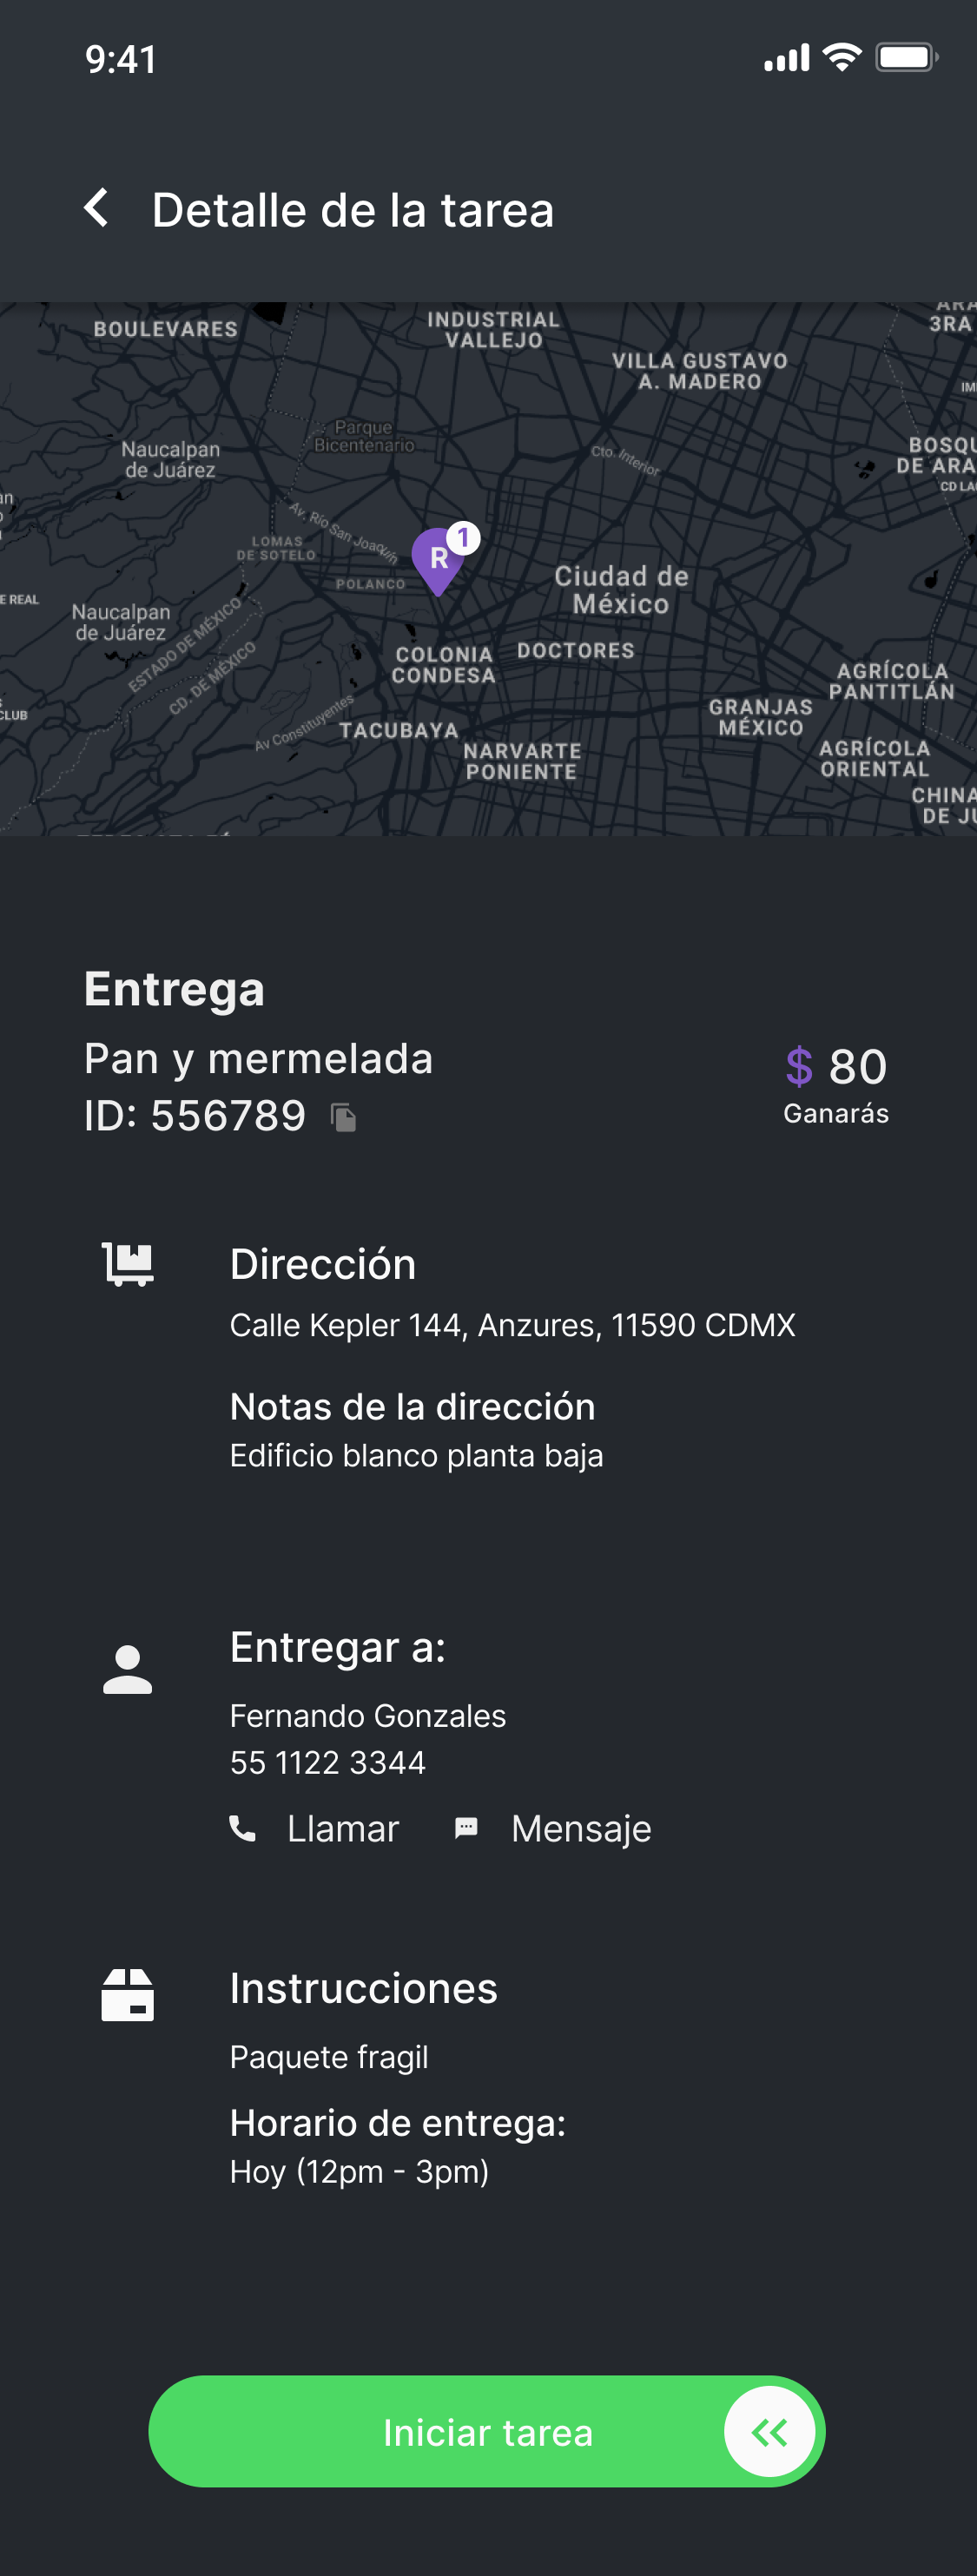 9:41
Detalle de la tarea
BOULEVARES
INDUSTRIAL
VALLEJO
3RA
VILLA GUSTAVO
A. MADERO
Parque
Bicentenario
Naucalpan
de Juárez
Cto. Interior
BOSQU
DE ARA
CD LA
an
Av. Río San Joaquín
LOMAS
DE SOTELO
R
1
POLANCO
Ciudad de
México
E REAL
Naucalpan
de Juárez
ESTADO DE MÉXICO
CD. DE MÉXICO
COLONIA
CONDESA
DOCTORES
AGRÍCOLA
PANTITLÁN
CLUB
Av Constituyentes
TACUBAYA
GRANJAS
MÉXICO
NARVARTE
PONIENTE
AGRÍCOLA
ORIENTAL
CHINA
DE JU
Entrega
Pan y mermelada
ID: 556789
$ 80
Ganarás
Dirección
Calle Kepler 144, Anzures, 11590 CDMX
Notas de la dirección
Edificio blanco planta baja
Entregar a:
Fernando Gonzales
55 1122 3344
Llamar Mensaje
Instrucciones
Paquete fragil
Horario de entrega:
Hoy (12pm - 3pm)
Iniciar tarea